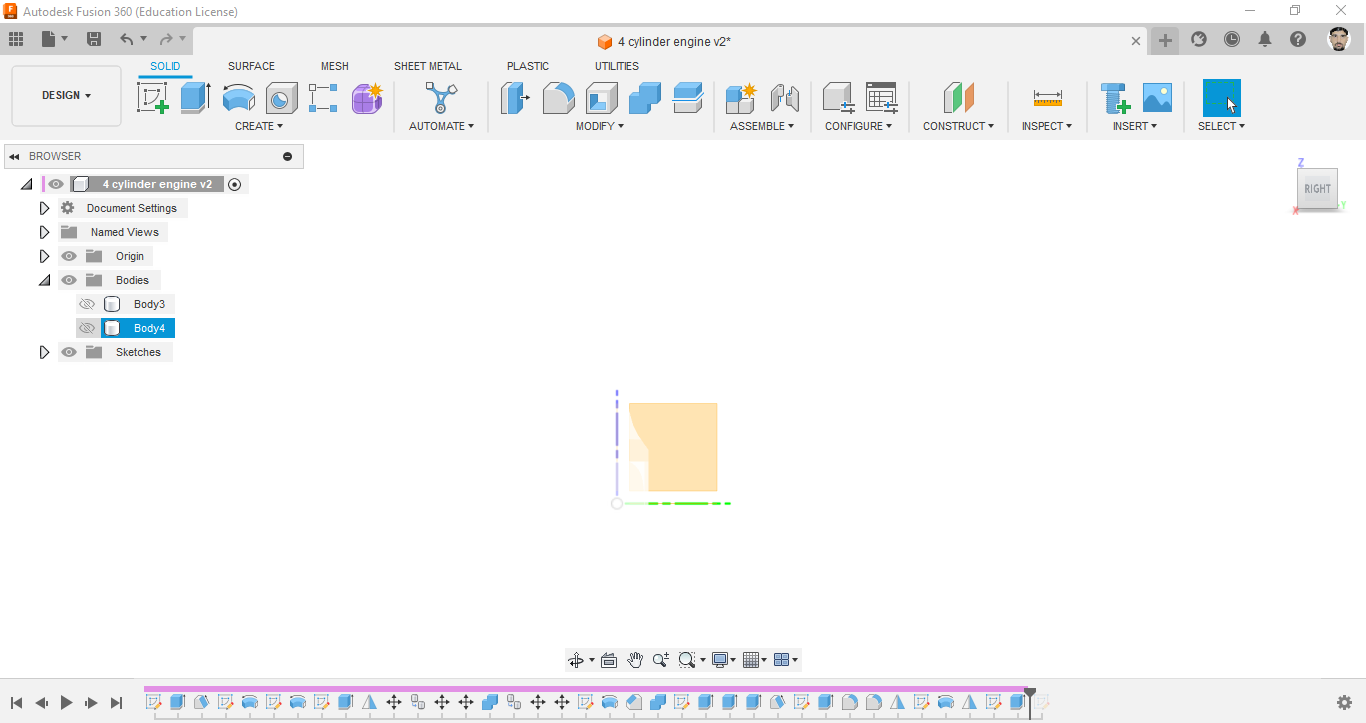 Autodesk Fusion 360 (Education License)
4 cylinder engine v2*
SOLID SURFACE MESH SHEET METAL PLASTIC UTILITIES
DESIGN
CREATE AUTOMATE MODIFY ASSEMBLE CONFIGURE CONSTRUCT INSPECT INSERT SELECT
BROWSER
4 cylinder engine v2
Document Settings
Named Views
Origin
Bodies
Body3
Body4
Sketches
Z
RIGHT
X
Y